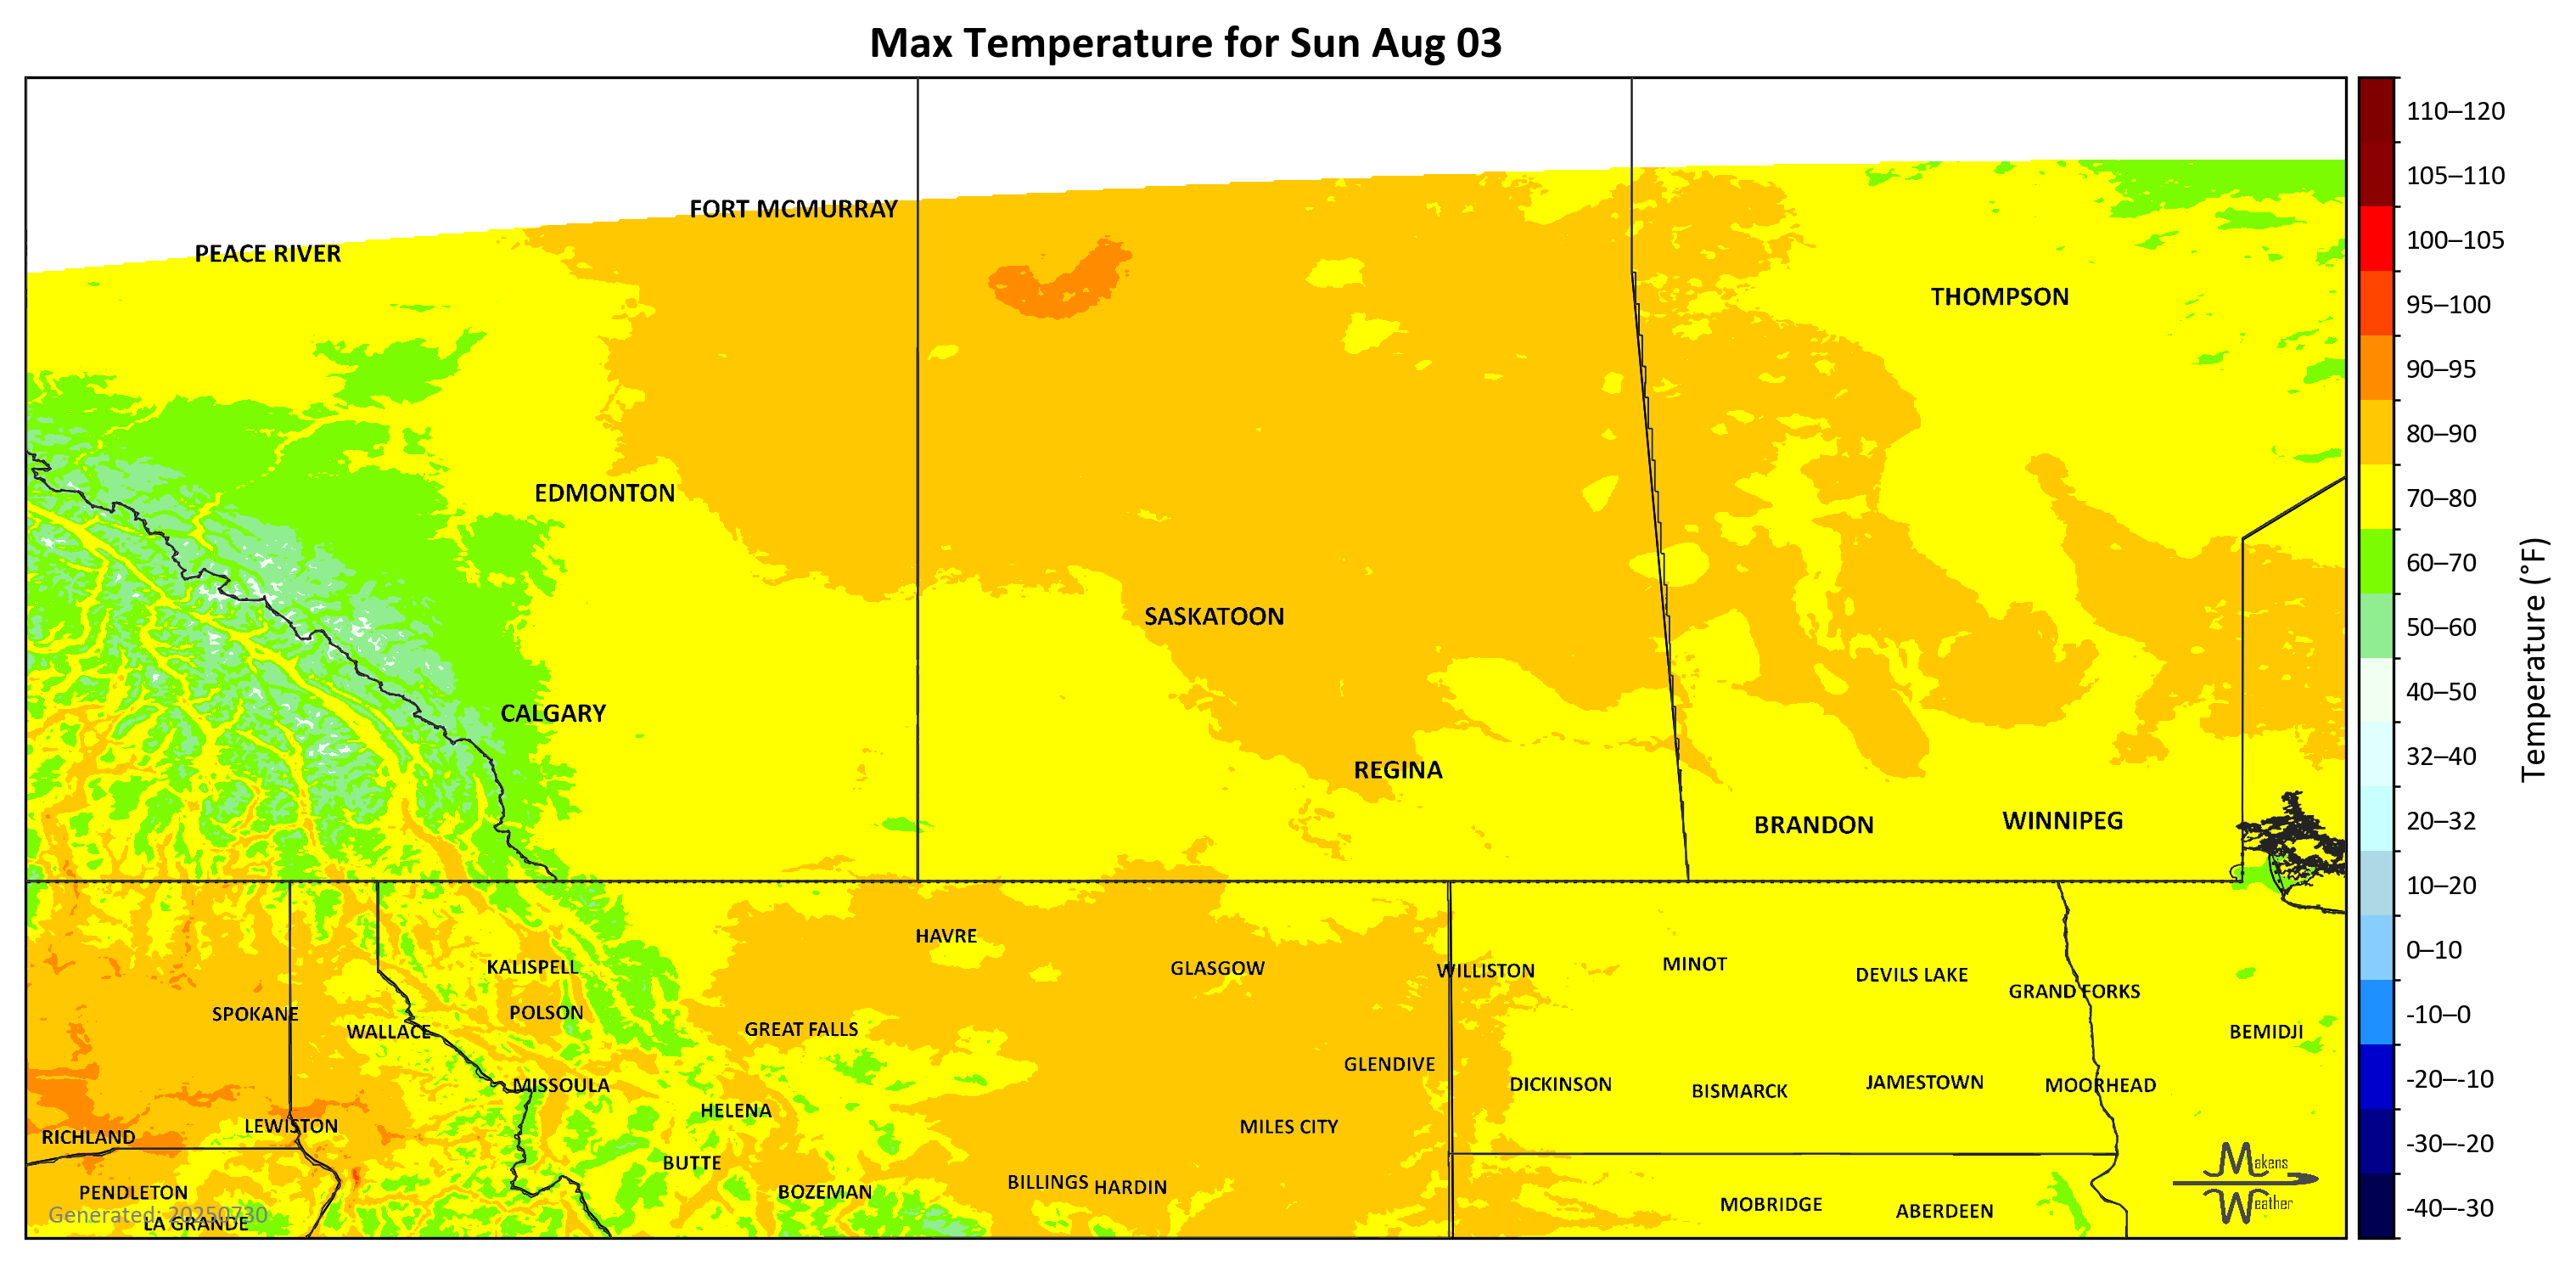 Max Temperature for Sun Aug 03
FORT MCMURRAY
PEACE RIVER
THOMPSON
EDMONTON
SASKATOON
CALGARY
REGINA
BRANDON
WINNIPEG
HAVRE
KALISPELL
GLASGOW
WILLISTON
MINOT
DEVILS LAKE
GRAND FORKS
SPOKANE
POLSON
WALLACE
GREAT FALLS
BEMIDJI
GLENDIVE
MISSOULA
DICKINSON
BISMARCK
JAMESTOWN
MOORHEAD
HELENA
LEWISTON
MILES CITY
RICHLAND
BUTTE
BILLINGS
HARDIN
PENDLETON
BOZEMAN
MOBRIDGE
ABERDEEN
LA GRANDE
Generated: 20250730
Makens
Weather
110–120
105–110
100–105
95–100
90–95
80–90
70–80
60–70
50–60
40–50
32–40
20–32
10–20
0–10
-10–0
-20–-10
-30–-20
-40–-30
Temperature (°F)